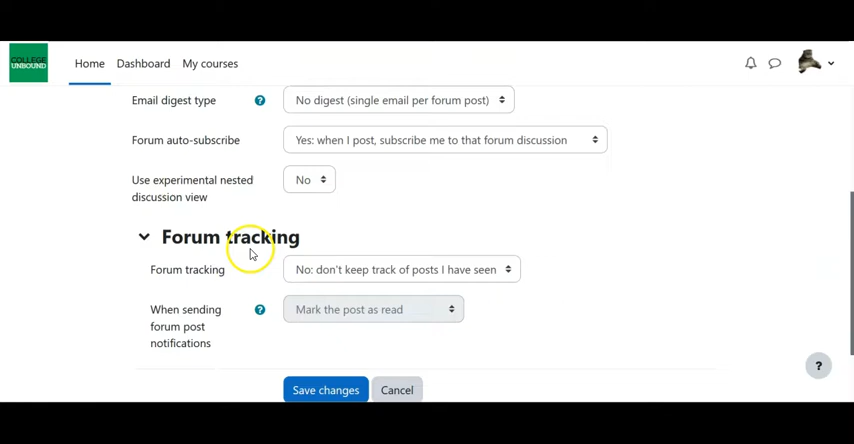 COLLEGE
UNBOUND
Home Dashboard My courses
Email digest type ? No digest (single email per forum post)
Forum auto-subscribe Yes: when I post, subscribe me to that forum discussion
Use experimental nested No
discussion view
Forum tracking
Forum tracking No: don't keep track of posts I have seen
When sending ? Mark the post as read
forum post
notifications
?
Save changes Cancel